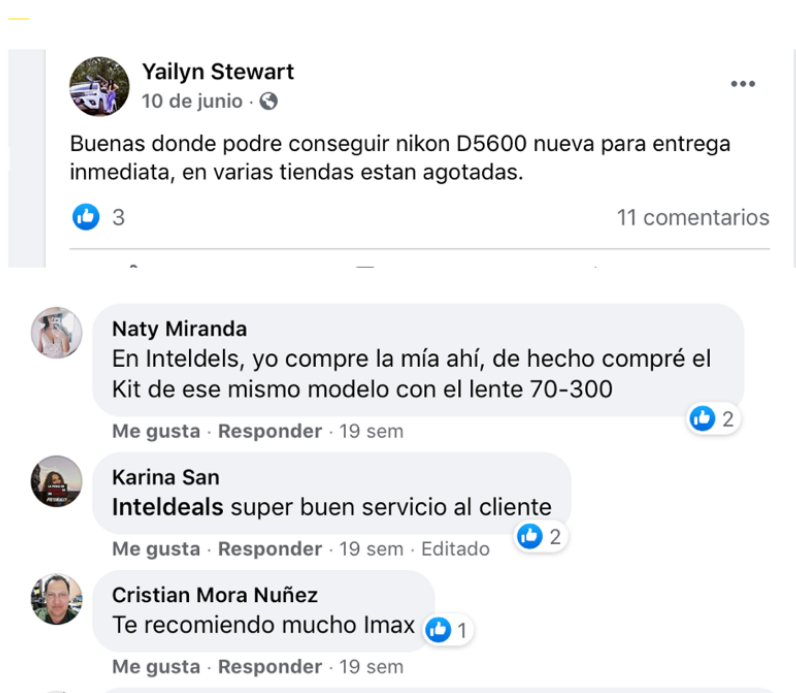 Yailyn Stewart
10 de junio ·
Buenas donde podre conseguir nikon D5600 nueva para entrega
inmediata, en varias tiendas estan agotadas.
3
11 comentarios
Naty Miranda
En Inteldels, yo compre la mía ahí, de hecho compré el
Kit de ese mismo modelo con el lente 70-300
2
Me gusta · Responder · 19 sem
Karina San
Inteldeals super buen servicio al cliente
2
Me gusta · Responder · 19 sem · Editado
Cristian Mora Nuñez
Te recomiendo mucho Imax
1
Me gusta · Responder · 19 sem